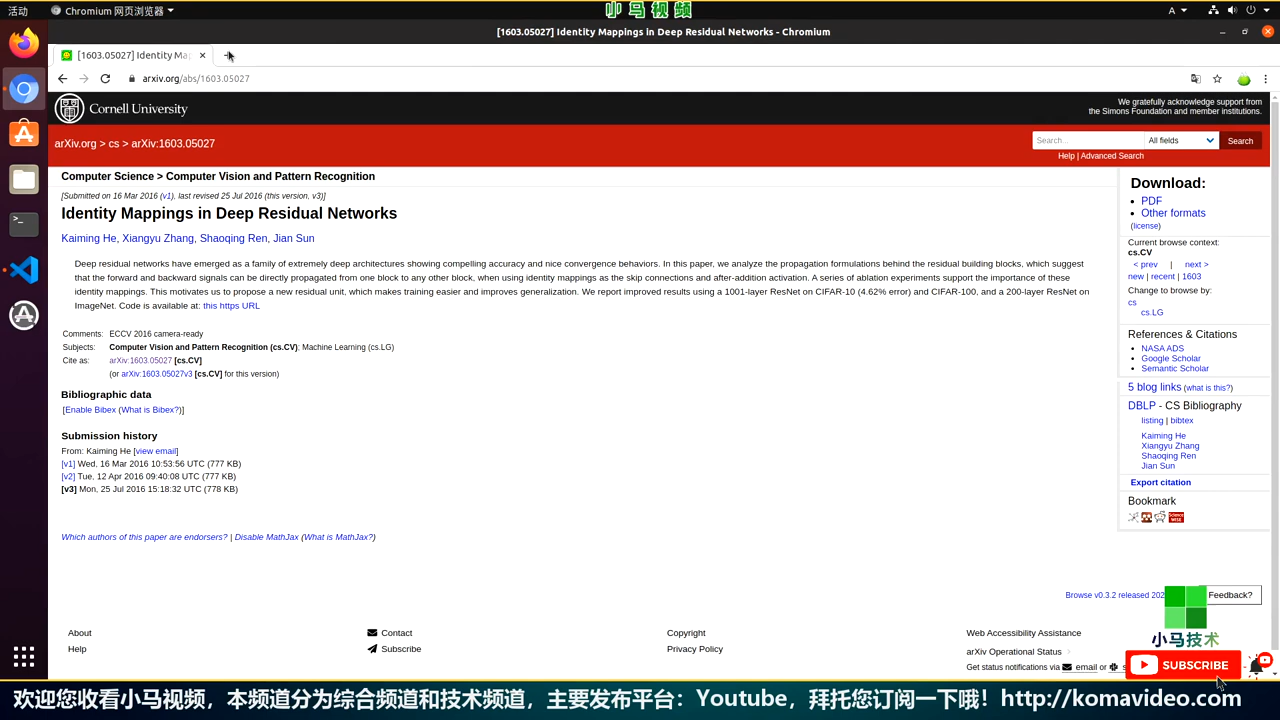 活动
Chromium 网页浏览器
小马视频
A
[1603.05027] Identity Mappings in Deep Residual Networks - Chromium
[1603.05027] Identity Ma
arxiv.org/abs/1603.05027
Cornell University
We gratefully acknowledge support from
the Simons Foundation and member institutions.
arXiv.org > cs > arXiv:1603.05027
Search...
All fields
Search
Help | Advanced Search
Computer Science > Computer Vision and Pattern Recognition
[Submitted on 16 Mar 2016 (v1), last revised 25 Jul 2016 (this version, v3)]
Identity Mappings in Deep Residual Networks
Kaiming He, Xiangyu Zhang, Shaoqing Ren, Jian Sun
Deep residual networks have emerged as a family of extremely deep architectures showing compelling accuracy and nice convergence behaviors. In this paper, we analyze the propagation formulations behind the residual building blocks, which suggest
that the forward and backward signals can be directly propagated from one block to any other block, when using identity mappings as the skip connections and after-addition activation. A series of ablation experiments support the importance of these
identity mappings. This motivates us to propose a new residual unit, which makes training easier and improves generalization. We report improved results using a 1001-layer ResNet on CIFAR-10 (4.62% error) and CIFAR-100, and a 200-layer ResNet on
ImageNet. Code is available at: this https URL
Comments: ECCV 2016 camera-ready
Subjects: Computer Vision and Pattern Recognition (cs.CV); Machine Learning (cs.LG)
Cite as: arXiv:1603.05027 [cs.CV]
(or arXiv:1603.05027v3 [cs.CV] for this version)
Bibliographic data
[Enable Bibex (What is Bibex?)]
Submission history
From: Kaiming He [view email]
[v1] Wed, 16 Mar 2016 10:53:56 UTC (777 KB)
[v2] Tue, 12 Apr 2016 09:40:08 UTC (777 KB)
[v3] Mon, 25 Jul 2016 15:18:32 UTC (778 KB)
Which authors of this paper are endorsers? | Disable MathJax (What is MathJax?)
Download:
PDF
Other formats
(license)
Current browse context:
cs.CV
< prev | next >
new | recent | 1603
Change to browse by:
cs
cs.LG
References & Citations
NASA ADS
Google Scholar
Semantic Scholar
5 blog links (what is this?)
DBLP - CS Bibliography
listing | bibtex
Kaiming He
Xiangyu Zhang
Shaoqing Ren
Jian Sun
Export citation
Bookmark
Browse v0.3.2 released 202
Feedback?
About
Help
Contact
Subscribe
Copyright
Privacy Policy
Web Accessibility Assistance
arXiv Operational Status
Get status notifications via email or
小马技术
SUBSCRIBE
欢迎您收看小马视频，本频道分为综合频道和技术频道，主要发布平台：Youtube，拜托您订阅一下哦！http://komavideo.com